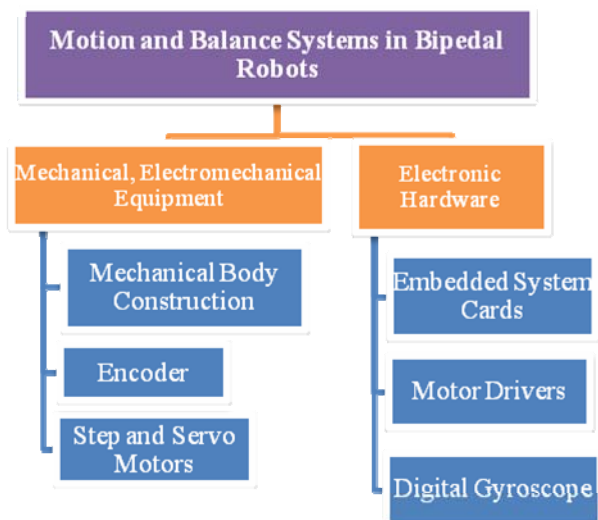 Motion and Balance Systems in Bipedal
Robots
Mechanical, Electromechanical
Equipment
Mechanical Body
Construction
Encoder
Step and Servo
Motors
Electronic
Hardware
Embedded System
Cards
Motor Drivers
Digital Gyroscope